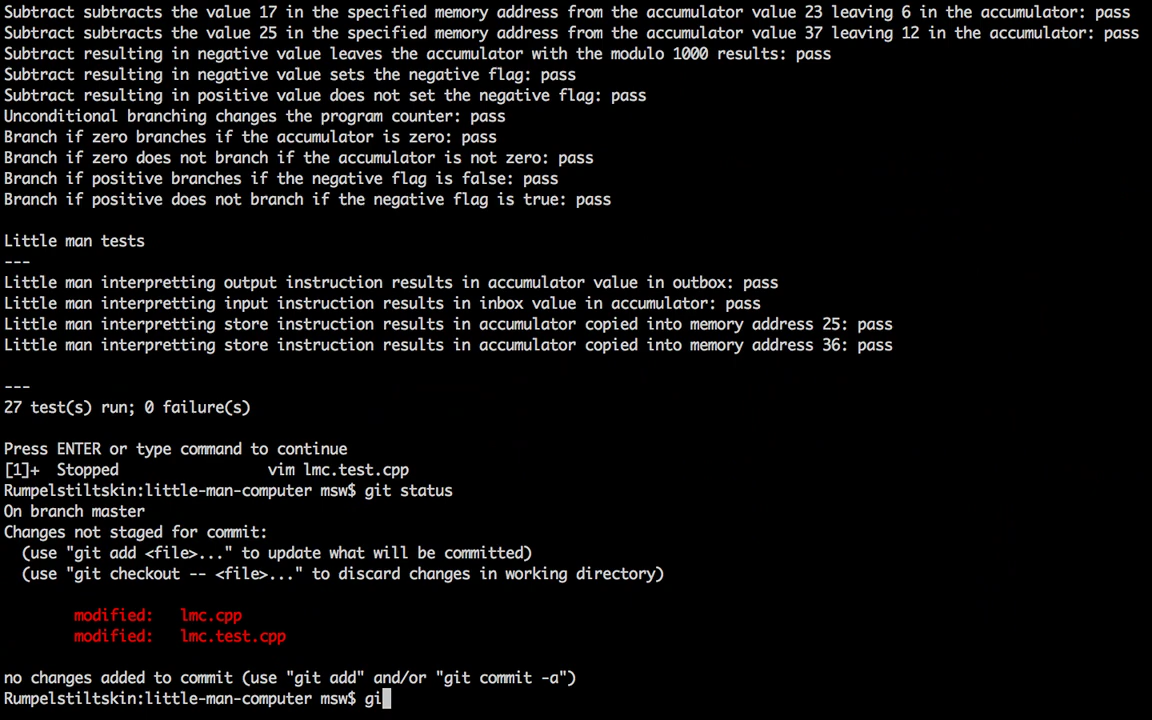 Subtract subtracts the value 17 in the specified memory address from the accumulator value 23 leaving 6 in the accumulator: pass
Subtract subtracts the value 25 in the specified memory address from the accumulator value 37 leaving 12 in the accumulator: pass
Subtract resulting in negative value leaves the accumulator with the modulo 1000 results: pass
Subtract resulting in negative value sets the negative flag: pass
Subtract resulting in positive value does not set the negative flag: pass
Unconditional branching changes the program counter: pass
Branch if zero branches if the accumulator is zero: pass
Branch if zero does not branch if the accumulator is not zero: pass
Branch if positive branches if the negative flag is false: pass
Branch if positive does not branch if the negative flag is true: pass
Little man tests
---
Little man interpretting output instruction results in accumulator value in outbox: pass
Little man interpretting input instruction results in inbox value in accumulator: pass
Little man interpretting store instruction results in accumulator copied into memory address 25: pass
Little man interpretting store instruction results in accumulator copied into memory address 36: pass
---
27 test(s) run; 0 failure(s)
Press ENTER or type command to continue
[1]+  Stopped                 vim lmc.test.cpp
Rumpelstiltskin:little-man-computer msw$ git status
On branch master
Changes not staged for commit:
  (use "git add <file>..." to update what will be committed)
  (use "git checkout -- <file>..." to discard changes in working directory)
        modified:   lmc.cpp
        modified:   lmc.test.cpp
no changes added to commit (use "git add" and/or "git commit -a")
Rumpelstiltskin:little-man-computer msw$ gi